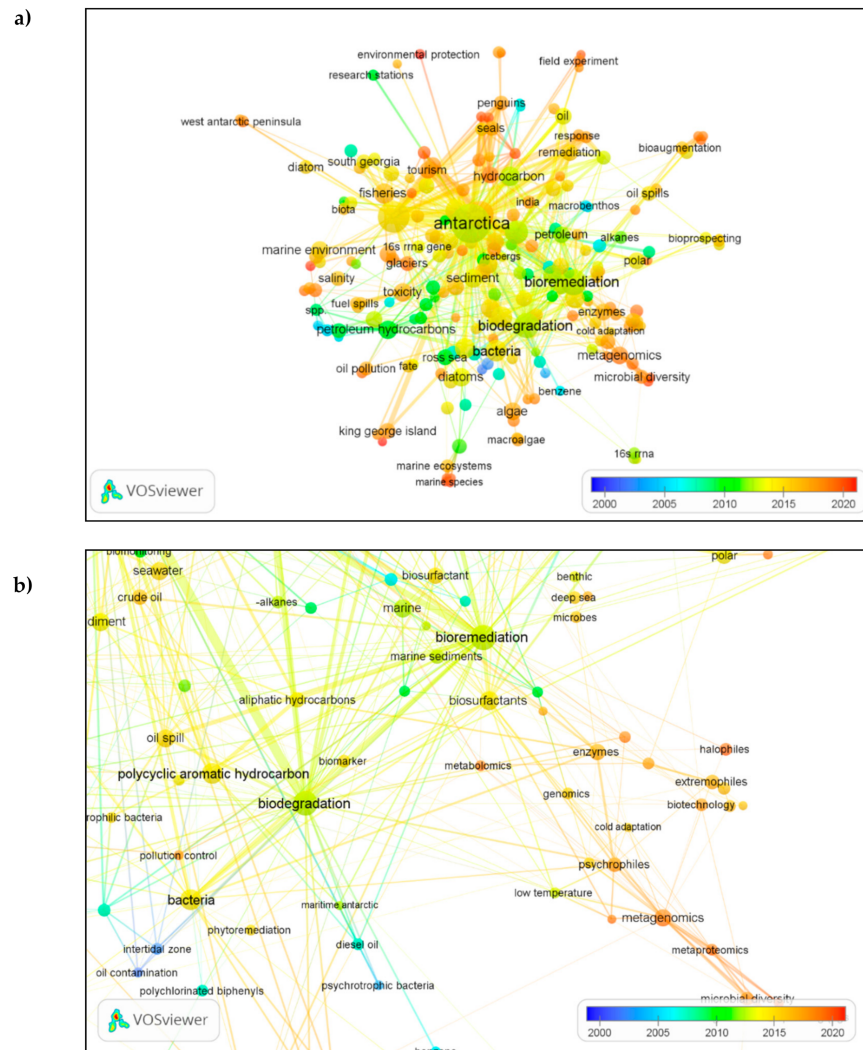 a)
environmental protection
field experiment
research stations
penguins
west antarctic peninsula
oil
seals
response
south georgia
remediation
bioaugmentation
diatom
tourism
hydrocarbon
fisheries
oil spills
india
macrobenthos
biota
antarctica
petroleum
alkanes
bioprospecting
marine environment
16s rrna gene
icebergs
glaciers
polar
salinity
sediment
bioremediation
toxicity
fuel spills
spp.
enzymes
petroleum hydrocarbons
biodegradation
cold adaptation
ross sea
bacteria
metagenomics
oil pollution
fate
diatoms
microbial diversity
benzene
algae
king george island
macroalgae
16s rrna
marine ecosystems
marine species
VOSviewer
2000 2005 2010 2015 2020
b)
biomonitoring
seawater
biosurfactant
benthic
polar
crude oil
-alkanes
deep sea
marine
microbes
diment
bioremediation
marine sediments
aliphatic hydrocarbons
biosurfactants
oil spill
enzymes
halophiles
biomarker
metabolomics
polycyclic aromatic hydrocarbon
extremophiles
genomics
biodegradation
biotechnology
rophilic bacteria
cold adaptation
pollution control
psychrophiles
low temperature
bacteria
maritime antarctic
metagenomics
phytoremediation
intertidal zone
diesel oil
metaproteomics
oil contamination
psychrotrophic bacteria
polychlorinated biphenyls
microbial diversity
VOSviewer
2000 2005 2010 2015 2020